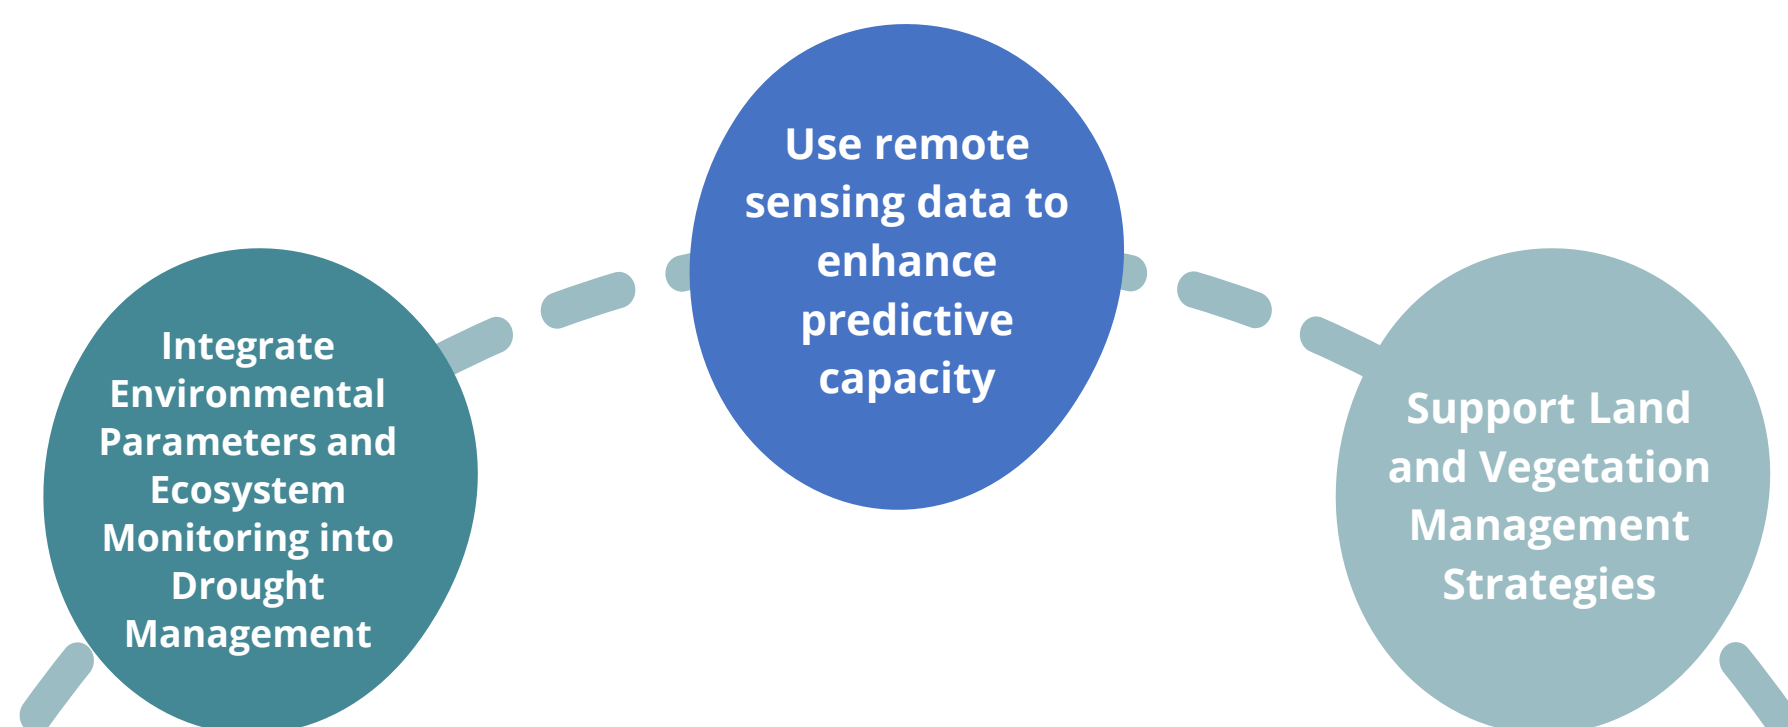 Use remote
sensing data to
enhance
predictive
capacity
Integrate
Environmental
Parameters and
Ecosystem
Monitoring into
Drought
Management
Support Land
and Vegetation
Management
Strategies